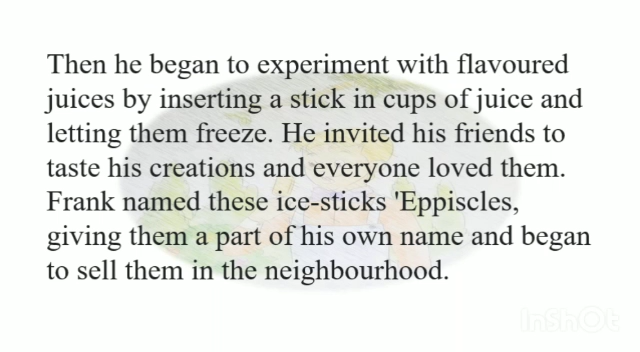 Then he began to experiment with flavoured
juices by inserting a stick in cups of juice and
letting them freeze. He invited his friends to
taste his creations and everyone loved them.
Frank named these ice-sticks 'Eppiscles,
giving them a part of his own name and began
to sell them in the neighbourhood.
InShOt